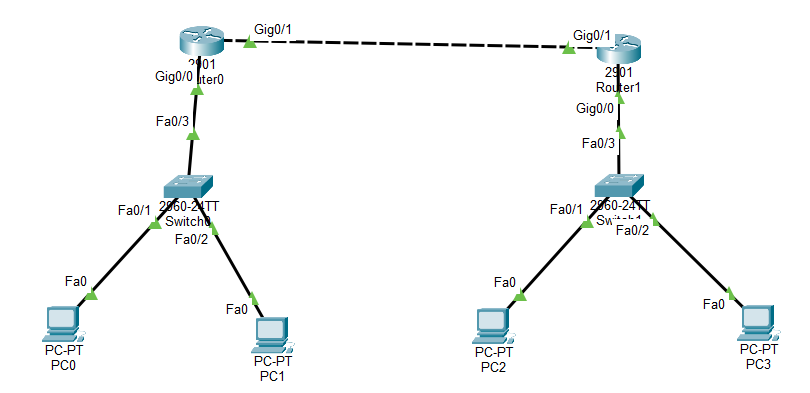 Gig0/1
Gig0/1
2901
Gig0/0
2901
Router1
Gig0/0
Fa0/3
Fa0/3
2960-24TT
Fa0/1
Fa0/2
2960-24TT
Fa0/1
Fa0/2
Fa0
Fa0
Fa0
Fa0
PC-PT
PC0
PC-PT
PC1
PC-PT
PC2
PC-PT
PC3